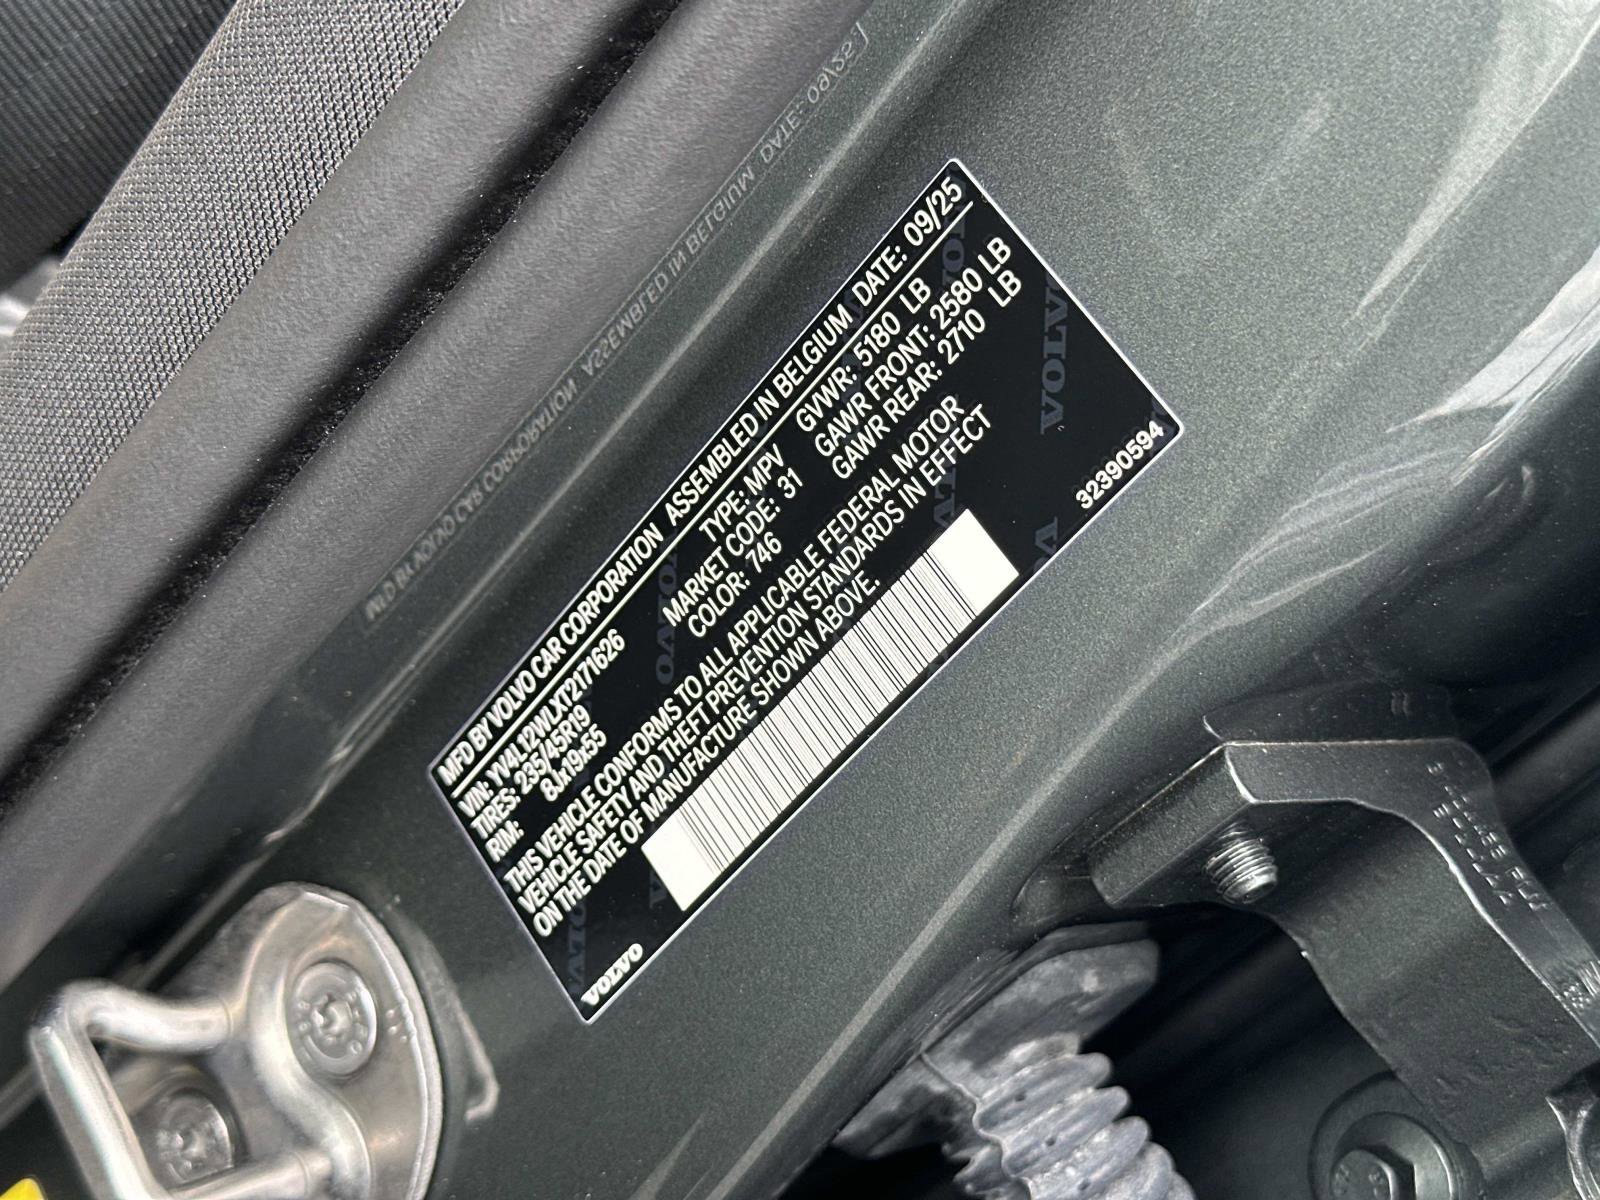 MFD BY VOLVO CAR CORPORATION ASSEMBLED IN BELGIUM DATE: 09/25
VIN: YV4L12WLXT2171626 TYPE: MPV GVWR: 5180 LB
TIRES: 235/45R19 MARKET CODE: 31 GAWR FRONT: 2580 LB
RIM: 8Jx19x55 COLOR: 746 GAWR REAR: 2710 LB
THIS VEHICLE CONFORMS TO ALL APPLICABLE FEDERAL MOTOR
VEHICLE SAFETY AND THEFT PREVENTION STANDARDS IN EFFECT
ON THE DATE OF MANUFACTURE SHOWN ABOVE.
VOLVO 32390594